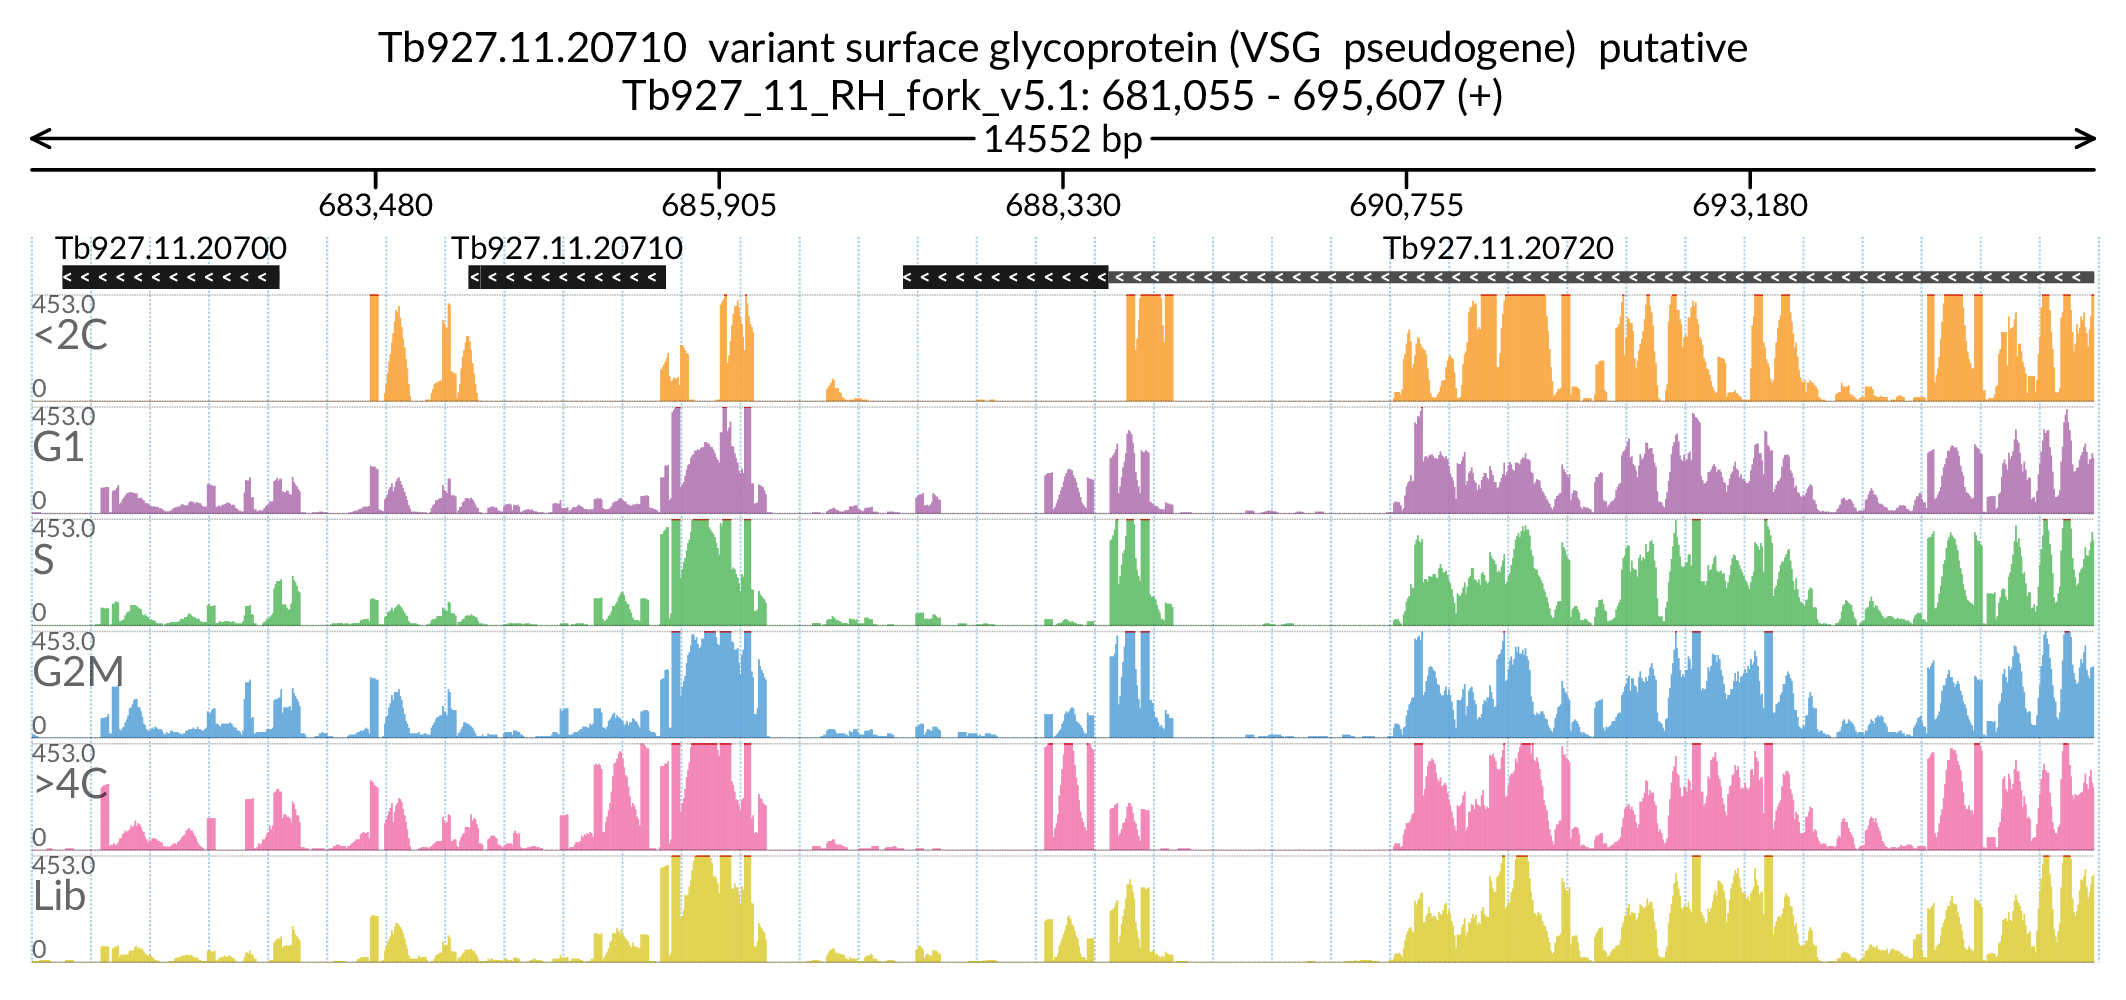 Tb927.11.20710  variant surface glycoprotein (VSG  pseudogene)  putative
Tb927_11_RH_fork_v5.1: 681,055 - 695,607 (+)
14552 bp
683,480 685,905 688,330 690,755 693,180
Tb927.11.20700 Tb927.11.20710 Tb927.11.20720
453.0
<2C
0
453.0
G1
0
453.0
S
0
453.0
G2M
0
453.0
>4C
0
453.0
Lib
0